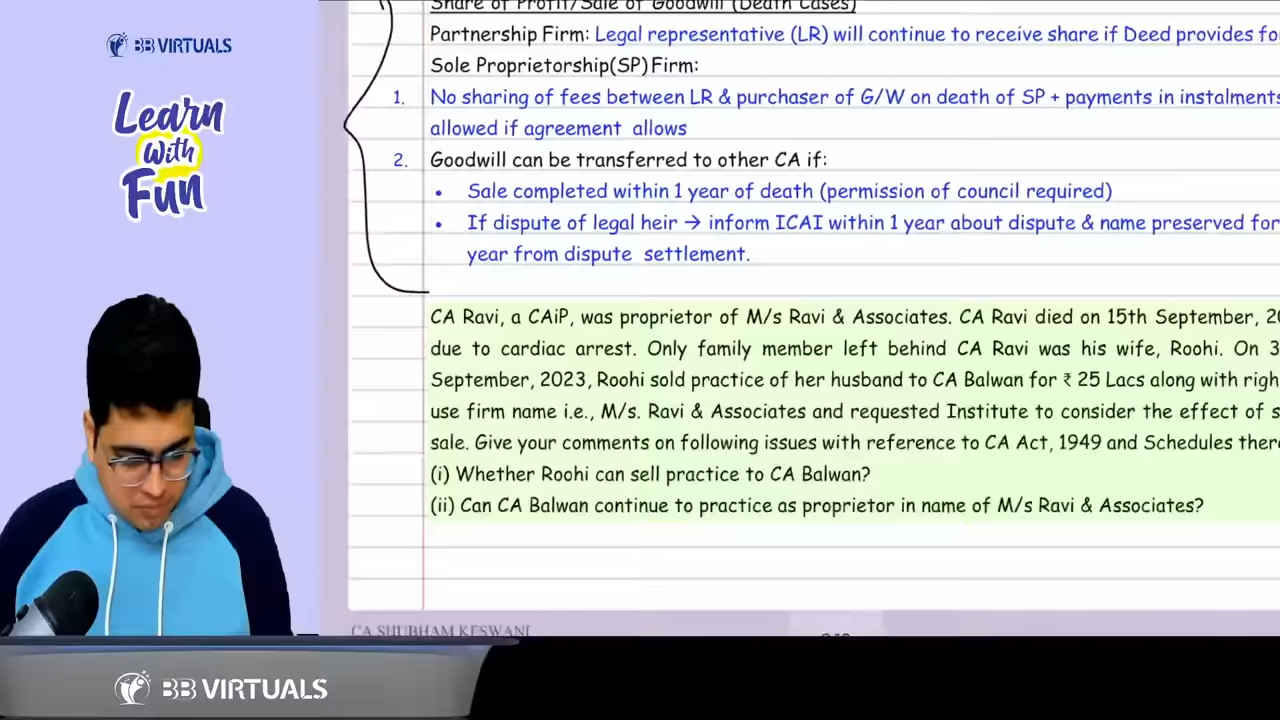 BB VIRTUALS
Learn
With
Fun
Share of Profit/Sale of Goodwill (Death Cases)
Partnership Firm: Legal representative (LR) will continue to receive share if Deed provides fo
Sole Proprietorship(SP) Firm:
1. No sharing of fees between LR & purchaser of G/W on death of SP + payments in instalments
allowed if agreement allows
2. Goodwill can be transferred to other CA if:
• Sale completed within 1 year of death (permission of council required)
• If dispute of legal heir → inform ICAI within 1 year about dispute & name preserved for
year from dispute settlement.
CA Ravi, a CAiP, was proprietor of M/s Ravi & Associates. CA Ravi died on 15th September, 20
due to cardiac arrest. Only family member left behind CA Ravi was his wife, Roohi. On 3
September, 2023, Roohi sold practice of her husband to CA Balwan for ₹ 25 Lacs along with righ
use firm name i.e., M/s. Ravi & Associates and requested Institute to consider the effect of s
sale. Give your comments on following issues with reference to CA Act, 1949 and Schedules ther
(i) Whether Roohi can sell practice to CA Balwan?
(ii) Can CA Balwan continue to practice as proprietor in name of M/s Ravi & Associates?
CA SHUBHAM KESWANI
BB VIRTUALS